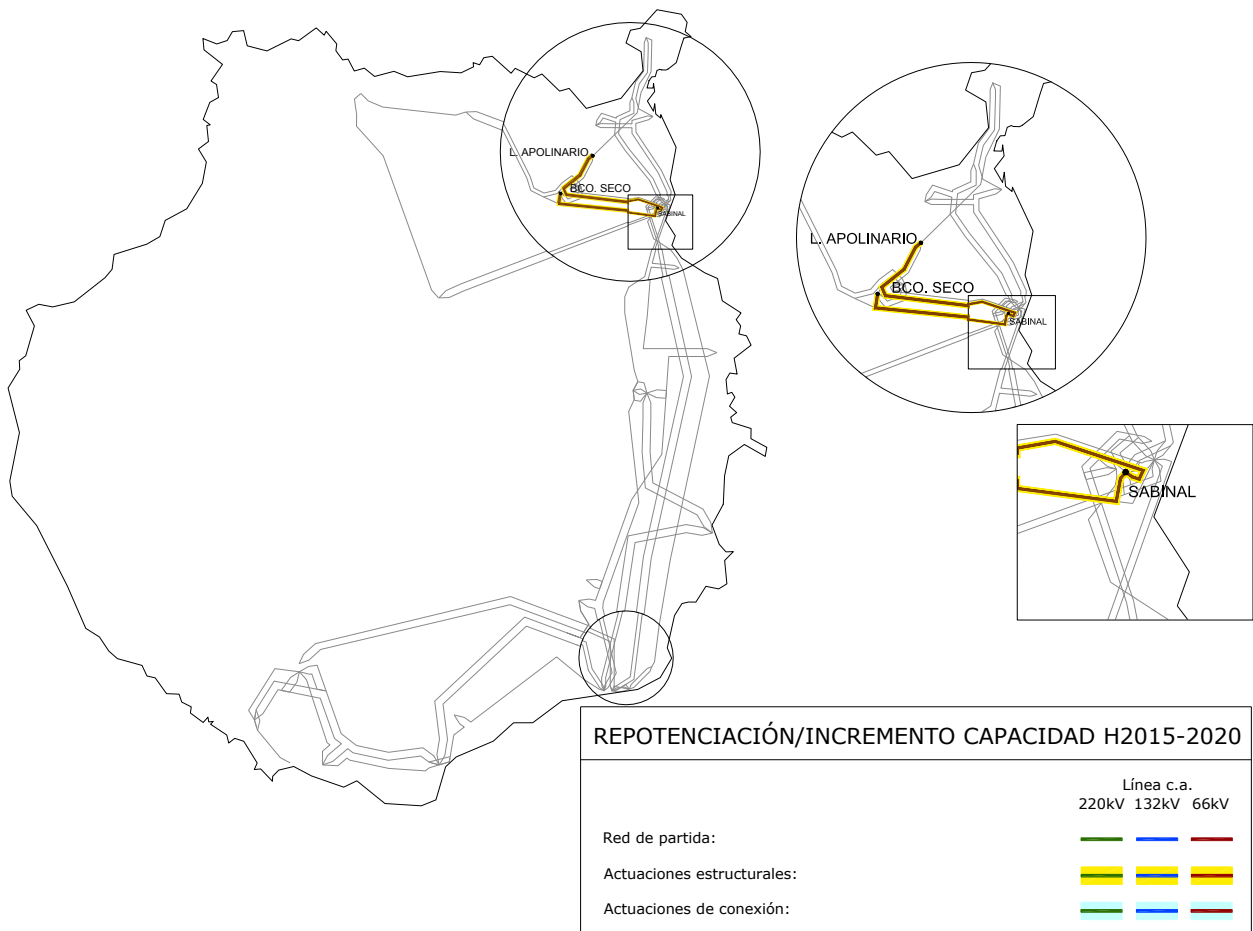 L. APOLINARIO
BCO. SECO
SABINAL
L. APOLINARIO
BCO. SECO
SABINAL
SABINAL
REPOTENCIACIÓN/INCREMENTO CAPACIDAD H2015-2020
Línea c.a.
220kV 132kV 66kV
Red de partida:
Actuaciones estructurales:
Actuaciones de conexión: